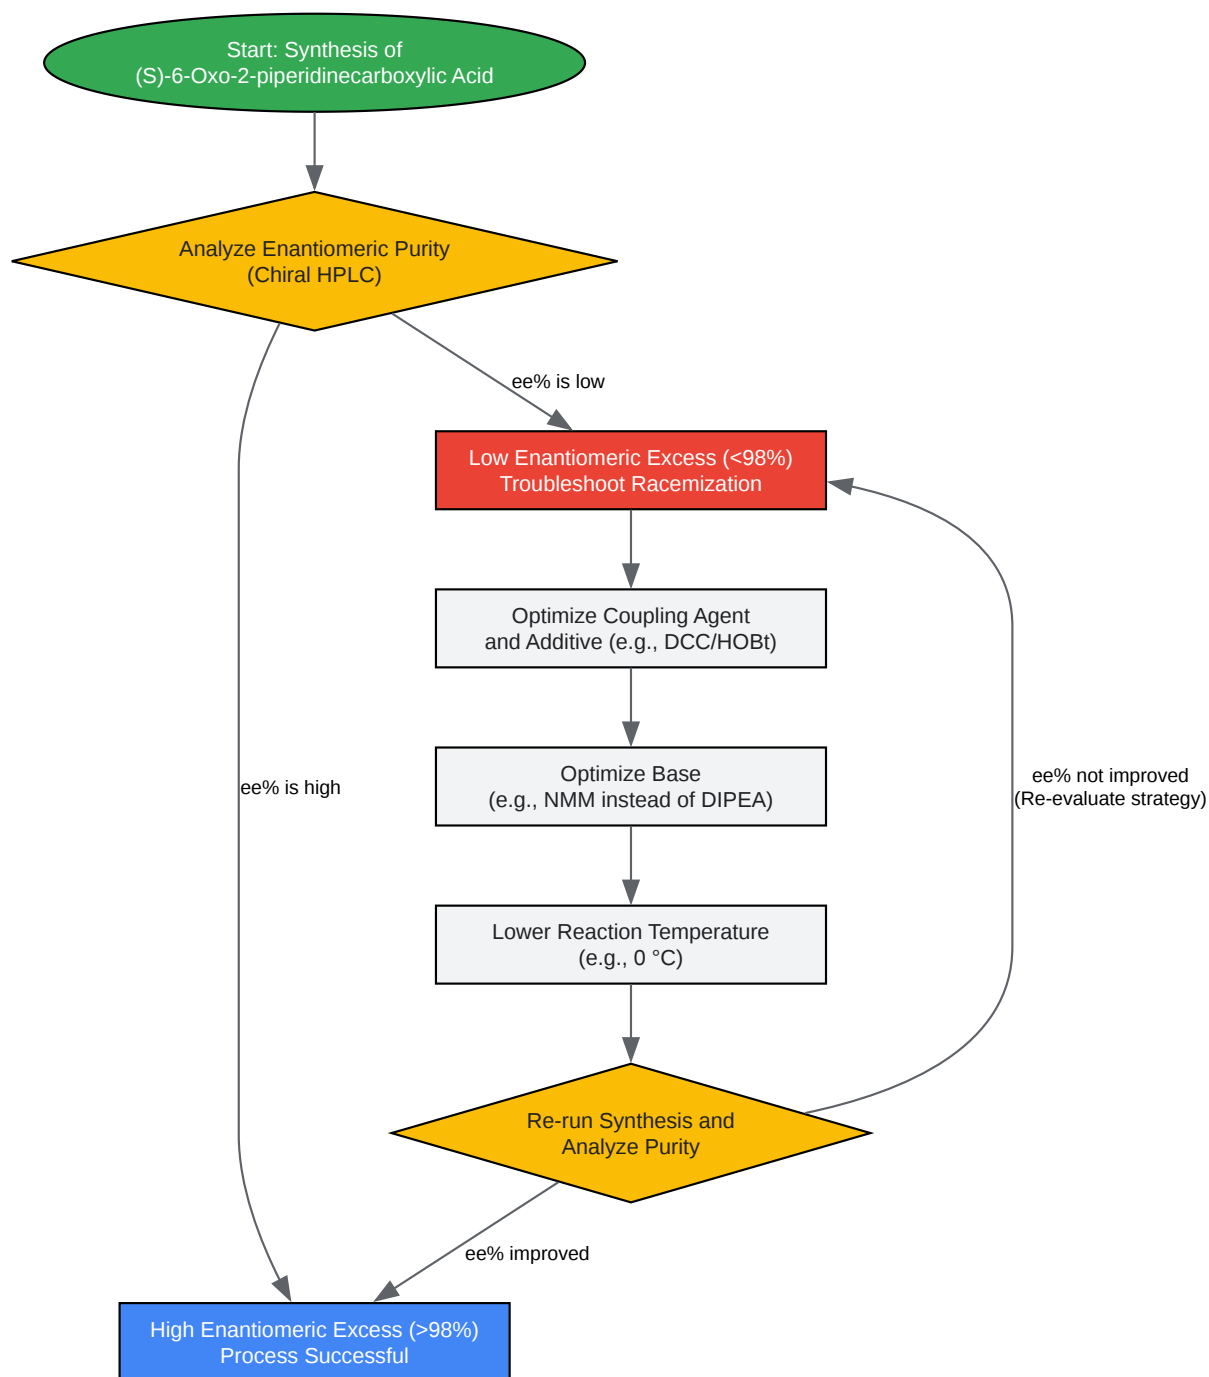 Start: Synthesis of
(S)-6-Oxo-2-piperidinecarboxylic Acid
Analyze Enantiomeric Purity
(Chiral HPLC)
ee% is low
Low Enantiomeric Excess (<98%)
Troubleshoot Racemization
Optimize Coupling Agent
and Additive (e.g., DCC/HOBt)
Optimize Base
(e.g., NMM instead of DIPEA)
ee% is high
ee% not improved
(Re-evaluate strategy)
Lower Reaction Temperature
(e.g., 0 °C)
Re-run Synthesis and
Analyze Purity
ee% improved
High Enantiomeric Excess (>98%)
Process Successful